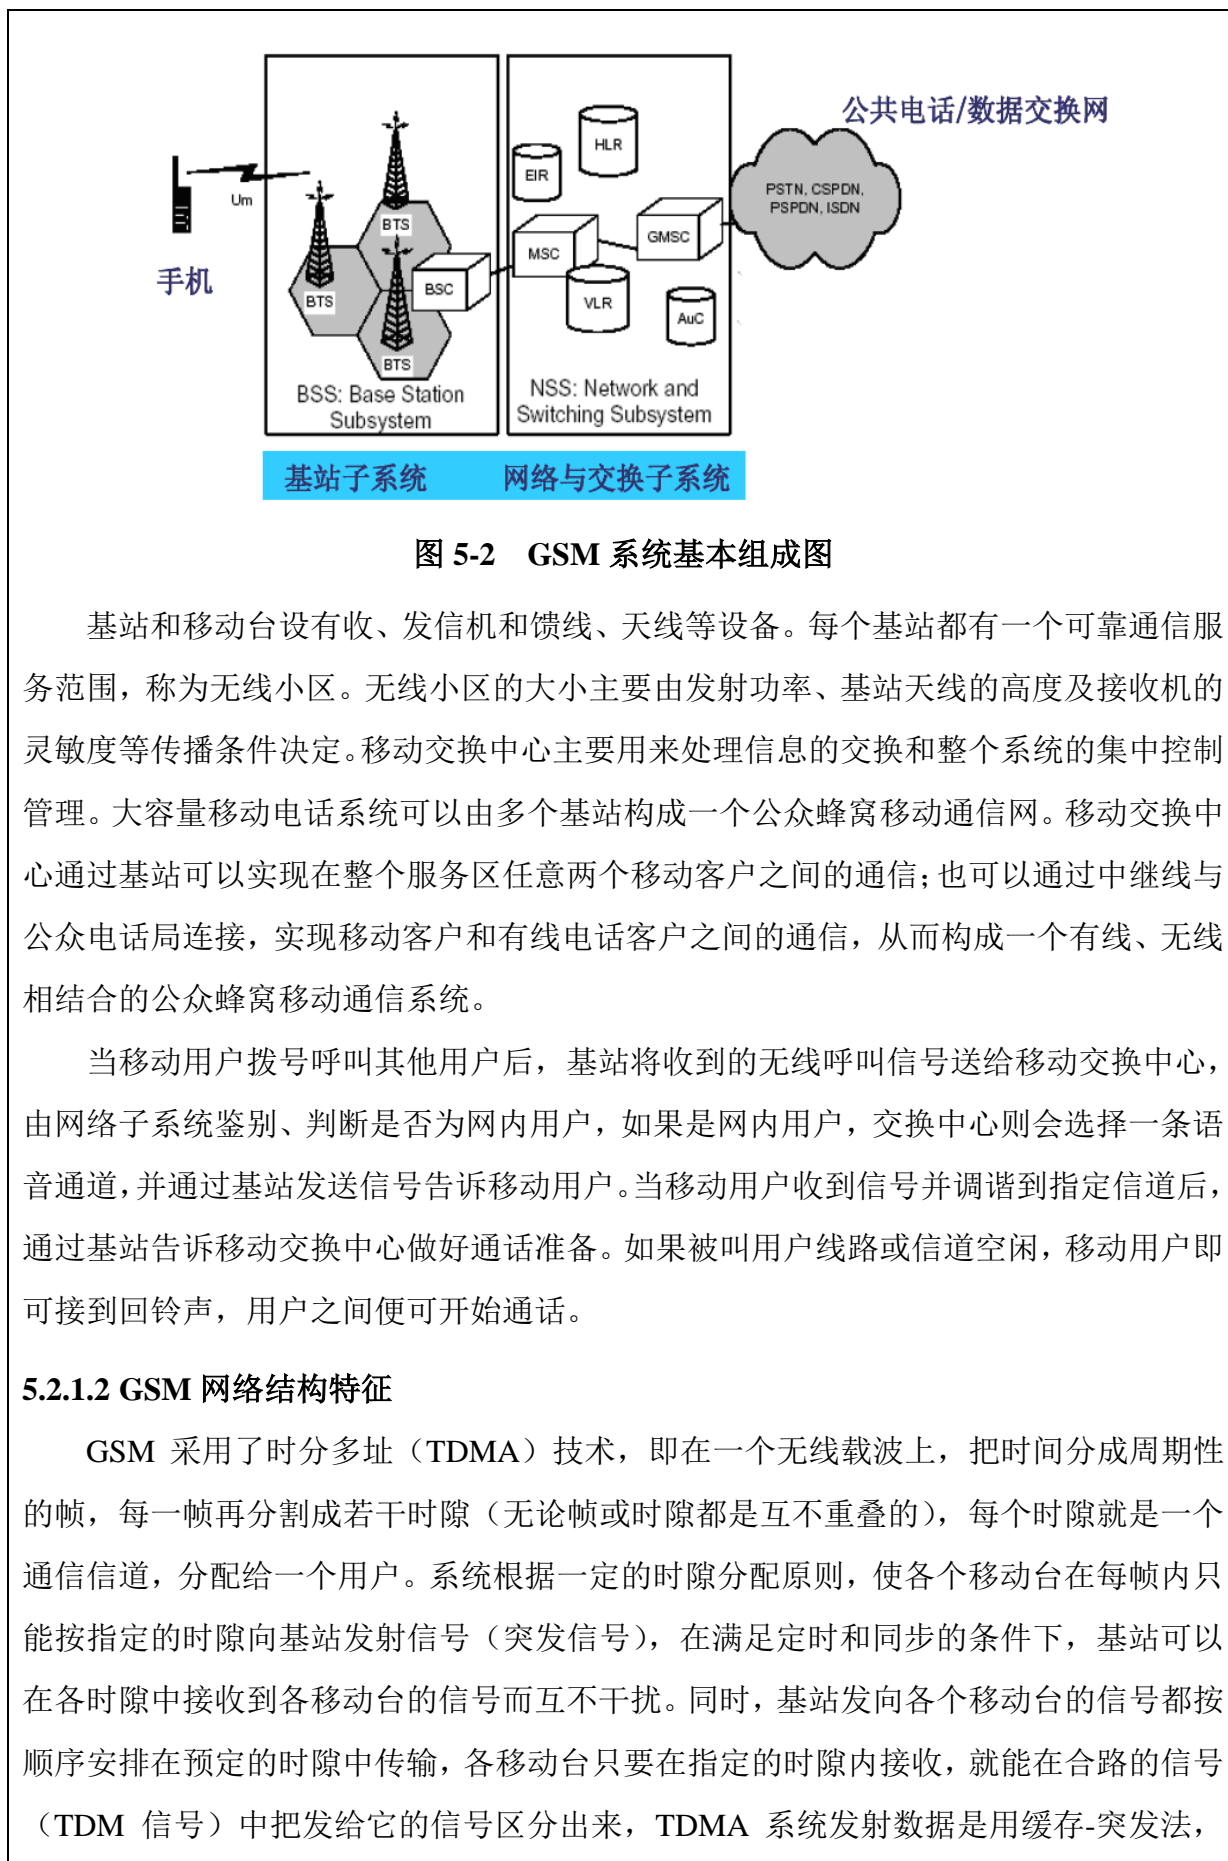 公共电话/数据交换网
HLR
EIR
PSTN, CSPDN,
PSPDN, ISDN
Um
BTS
GMSC
MSC
手机
BTS
BSC
VLR
AuC
BTS
BSS: Base Station
Subsystem
NSS: Network and
Switching Subsystem
基站子系统 网络与交换子系统
图 5-2 GSM 系统基本组成图
基站和移动台设有收、发信机和馈线、天线等设备。每个基站都有一个可靠通信服
务范围，称为无线小区。无线小区的大小主要由发射功率、基站天线的高度及接收机的
灵敏度等传播条件决定。移动交换中心主要用来处理信息的交换和整个系统的集中控制
管理。大容量移动电话系统可以由多个基站构成一个公众蜂窝移动通信网。移动交换中
心通过基站可以实现在整个服务区任意两个移动客户之间的通信；也可以通过中继线与
公众电话局连接，实现移动客户和有线电话客户之间的通信，从而构成一个有线、无线
相结合的公众蜂窝移动通信系统。
当移动用户拨号呼叫其他用户后，基站将收到的无线呼叫信号送给移动交换中心，
由网络子系统鉴别、判断是否为网内用户，如果是网内用户，交换中心则会选择一条语
音通道，并通过基站发送信号告诉移动用户。当移动用户收到信号并调谐到指定信道后，
通过基站告诉移动交换中心做好通话准备。如果被叫用户线路或信道空闲，移动用户即
可接到回铃声，用户之间便可开始通话。
5.2.1.2 GSM 网络结构特征
GSM 采用了时分多址（TDMA）技术，即在一个无线载波上，把时间分成周期性
的帧，每一帧再分割成若干时隙（无论帧或时隙都是互不重叠的），每个时隙就是一个
通信信道，分配给一个用户。系统根据一定的时隙分配原则，使各个移动台在每帧内只
能按指定的时隙向基站发射信号（突发信号），在满足定时和同步的条件下，基站可以
在各时隙中接收到各移动台的信号而互不干扰。同时，基站发向各个移动台的信号都按
顺序安排在预定的时隙中传输，各移动台只要在指定的时隙内接收，就能在合路的信号
（TDM 信号）中把发给它的信号区分出来，TDMA 系统发射数据是用缓存-突发法，